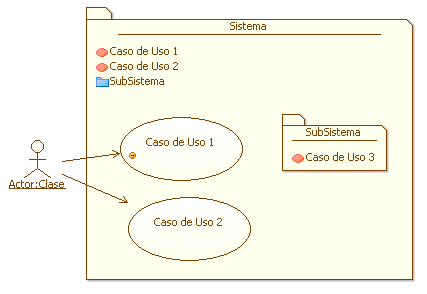 Sistema
Caso de Uso 1
Caso de Uso 2
SubSistema
Caso de Uso 1
SubSistema
Caso de Uso 3
Actor:Clase
Caso de Uso 2